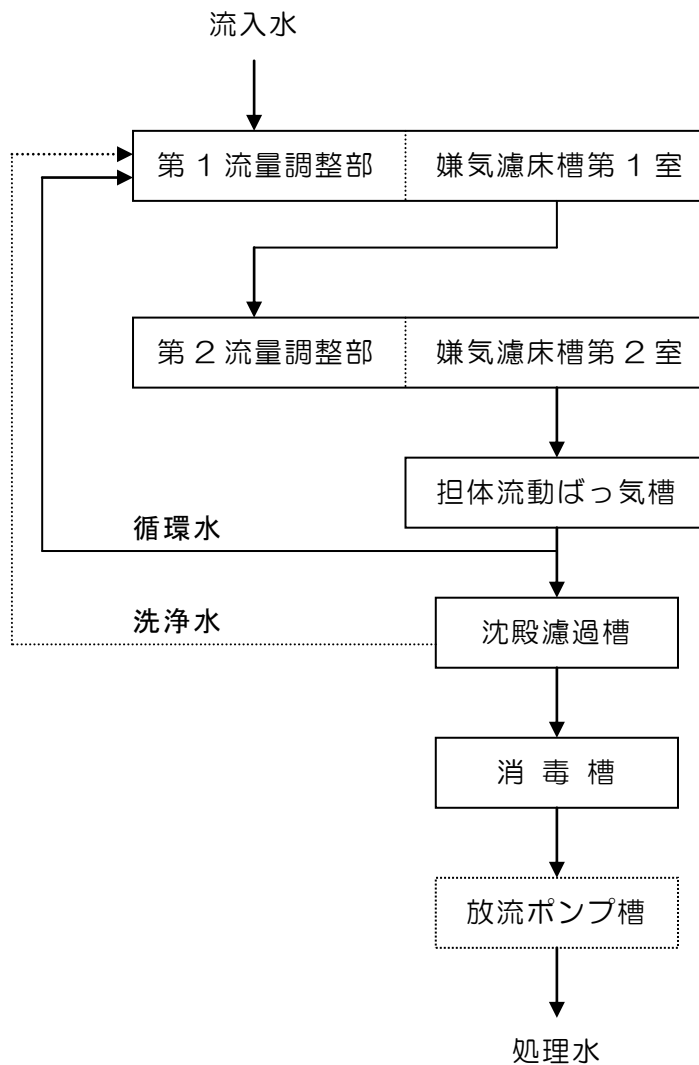 流入水
第１流量調整部 嫌気濾床槽第１室
第２流量調整部 嫌気濾床槽第２室
担体流動ばっ気槽
循環水
洗浄水
沈殿濾過槽
消毒槽
放流ポンプ槽
処理水